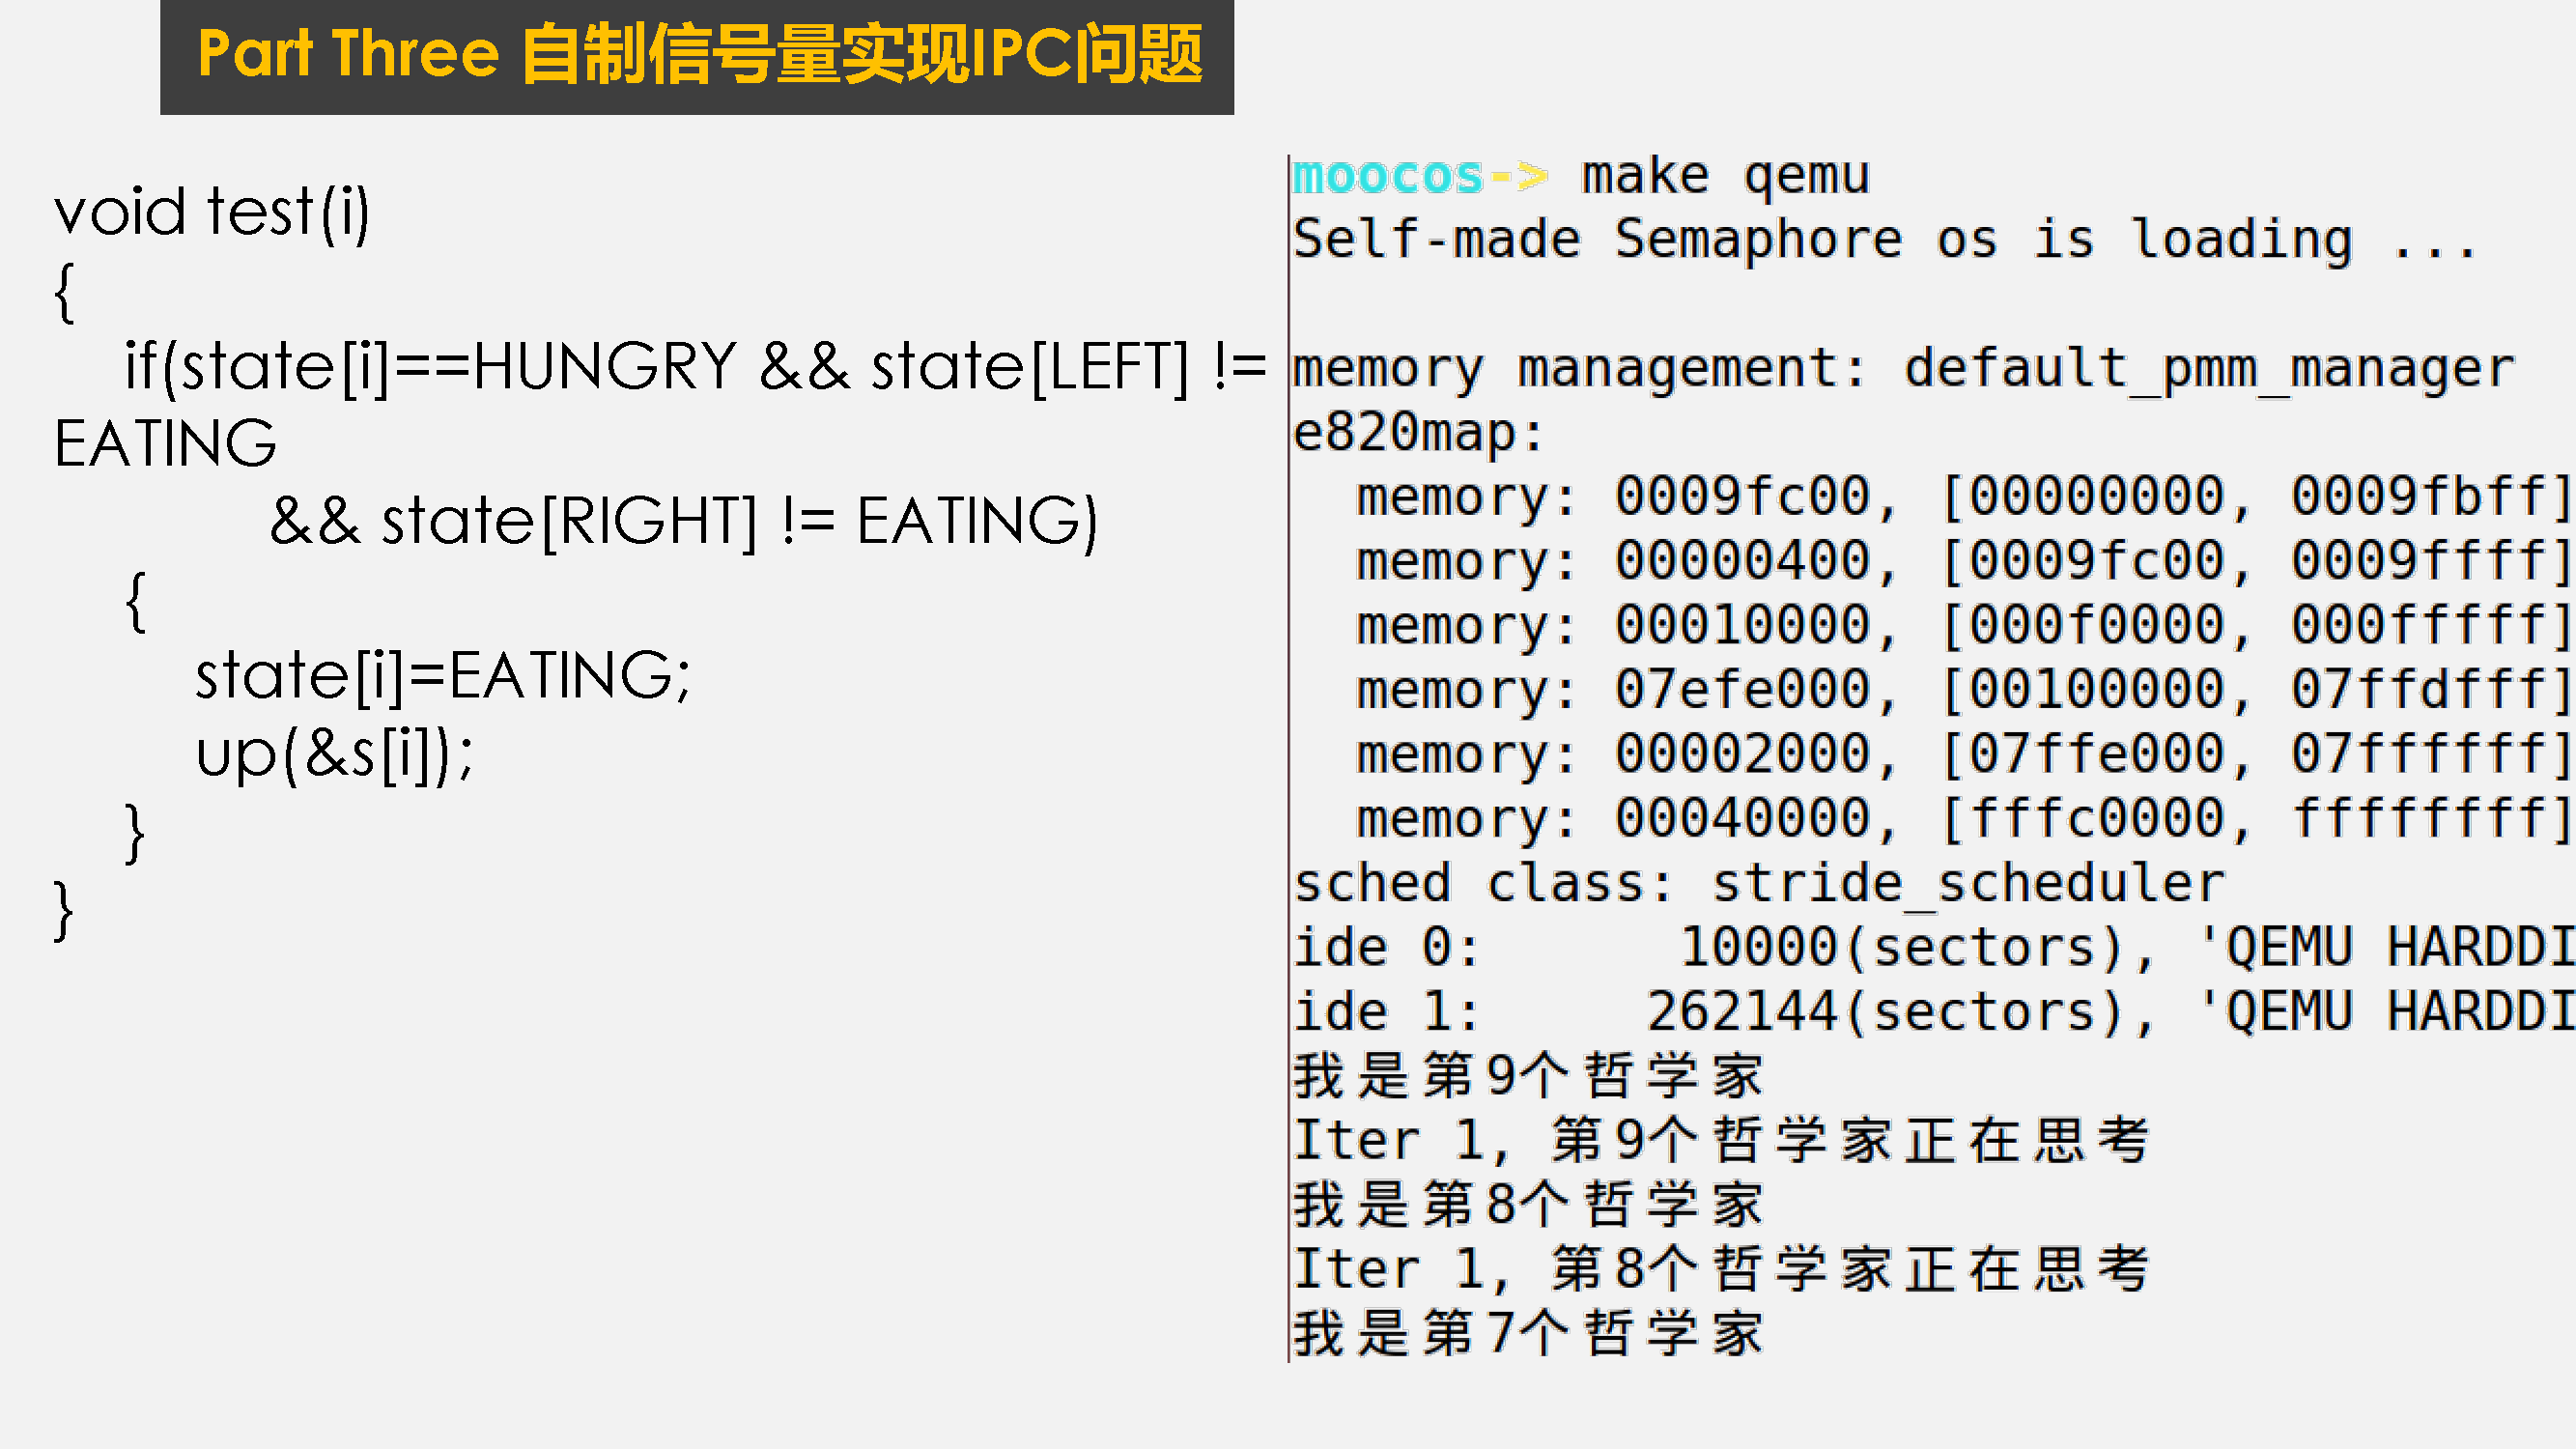 Part Three 自制信号量实现IPC问题
void test(i)
{
if(state[i]==HUNGRY && state[LEFT] !=
EATING
&& state[RIGHT] != EATING)
{
state[i]=EATING;
up(&s[i]);
}
}
moocos-> make qemu
Self-made Semaphore os is loading ...
memory management: default_pmm_manager
e820map:
memory: 0009fc00, [00000000, 0009fbff]
memory: 00000400, [0009fc00, 0009ffff]
memory: 00010000, [000f0000, 000fffff]
memory: 07efe000, [00100000, 07ffdfff]
memory: 00002000, [07ffe000, 07ffffff]
memory: 00040000, [fffc0000, ffffffff]
sched class: stride_scheduler
ide 0: 10000(sectors), 'QEMU HARDDI
ide 1: 262144(sectors), 'QEMU HARDDI
我是第9个哲学家
Iter 1, 第9个哲学家正在思考
我是第8个哲学家
Iter 1, 第8个哲学家正在思考
我是第7个哲学家